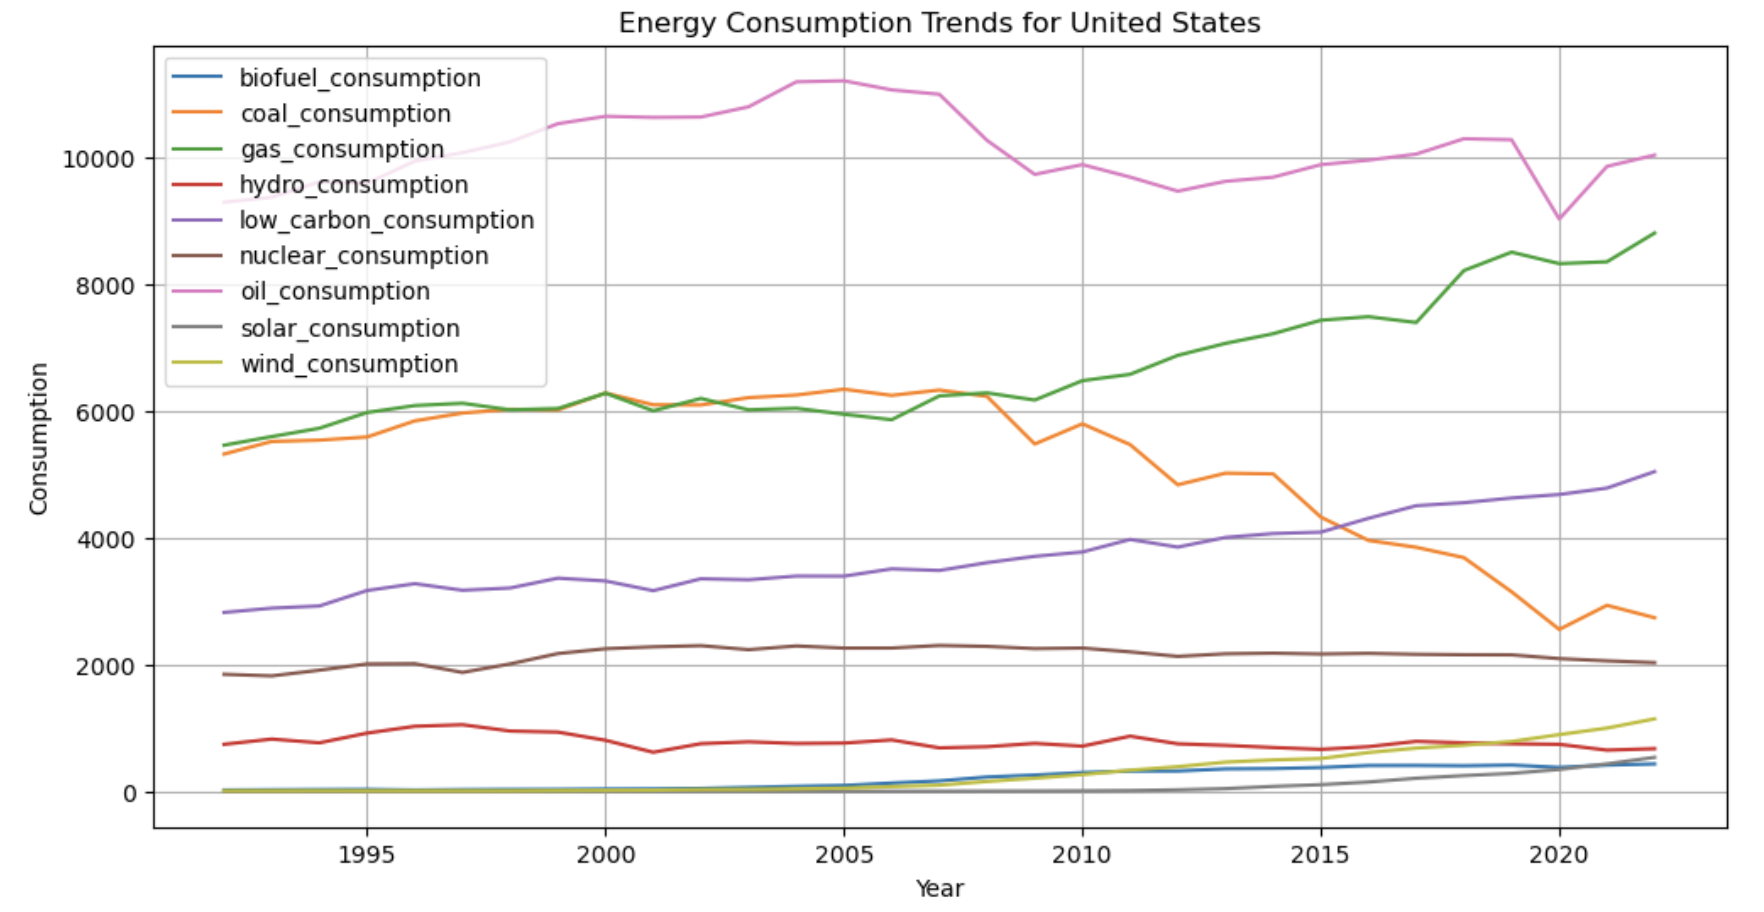 Energy Consumption Trends for United States
biofuel_consumption
coal_consumption
gas_consumption
hydro_consumption
low_carbon_consumption
nuclear_consumption
oil_consumption
solar_consumption
wind_consumption
10000
8000
6000
4000
2000
0
Consumption
1995
2000
2005
2010
2015
2020
Year